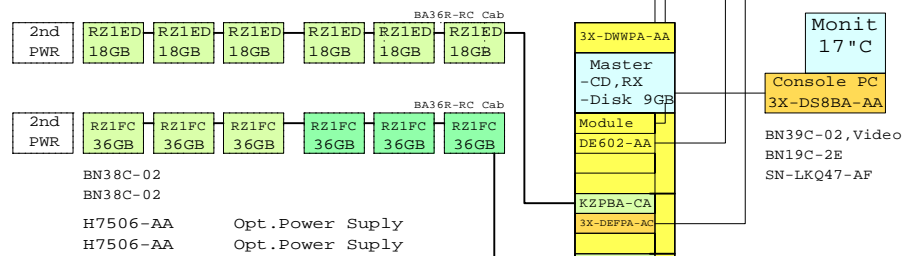 BA36R-RC Cab
2nd PWR
RZ1ED 18GB
RZ1ED 18GB
RZ1ED 18GB
RZ1ED 18GB
RZ1ED 18GB
RZ1ED 18GB
BA36R-RC Cab
2nd PWR
RZ1FC 36GB
RZ1FC 36GB
RZ1FC 36GB
RZ1FC 36GB
RZ1FC 36GB
RZ1FC 36GB
BN38C-02
BN38C-02
H7506-AA Opt.Power Suply
H7506-AA Opt.Power Suply
3X-DWWPA-AA
Master
-CD,RX
-Disk 9GB
Module
DE602-AA
KZPBA-CA
3X-DEFPA-AC
Monit
17"C
Console PC
3X-DS8BA-AA
BN39C-02,Video
BN19C-2E
SN-LKQ47-AF